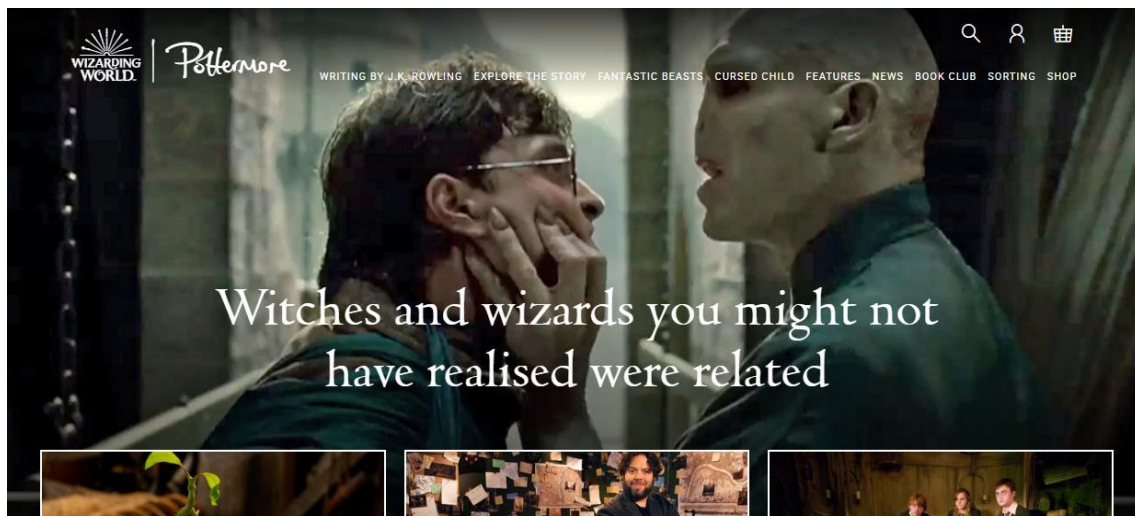 WIZARDING
WORLD
Pottermore
WRITING BY J.K. ROWLING EXPLORE THE STORY FANTASTIC BEASTS CURSED CHILD FEATURES NEWS BOOK CLUB SORTING SHOP
Witches and wizards you might not
have realised were related